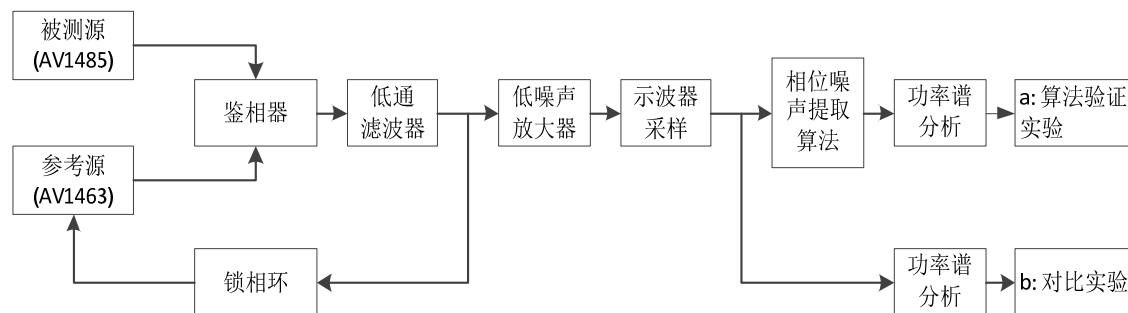 被测源
(AV1485)
鉴相器
低通
滤波器
低噪声
放大器
示波器
采样
相位噪
声提取
算法
功率谱
分析
a: 算法验证
实验
参考源
(AV1463)
锁相环
功率谱
分析
b: 对比实验